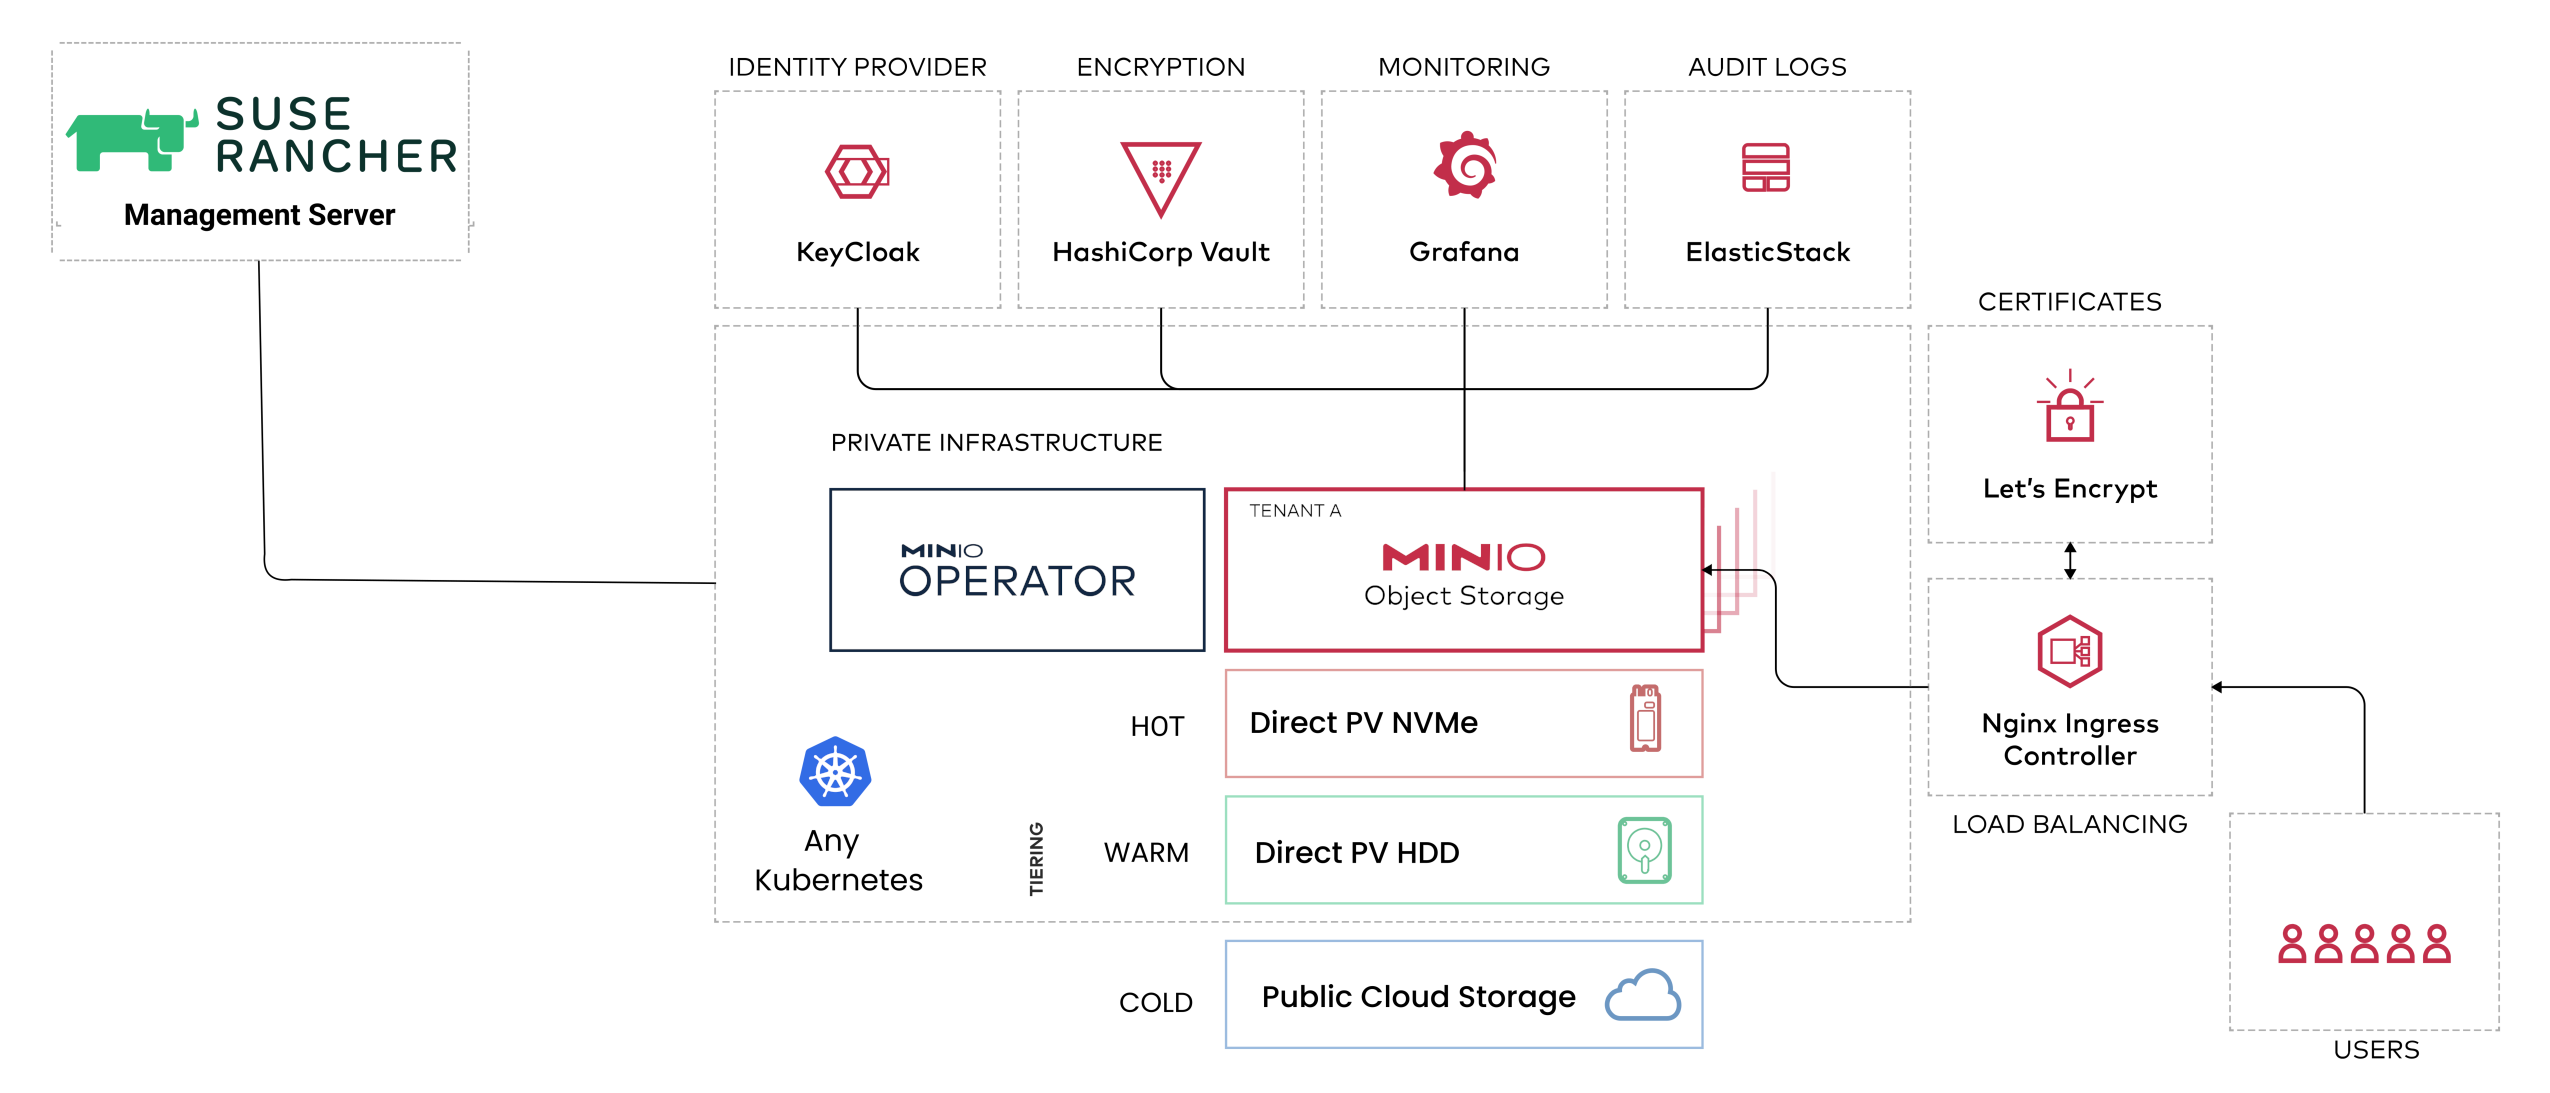 SUSE
RANCHER
Management Server
IDENTITY PROVIDER
KeyCloak
ENCRYPTION
HashiCorp Vault
MONITORING
Grafana
AUDIT LOGS
ElasticStack
CERTIFICATES
Let's Encrypt
PRIVATE INFRASTRUCTURE
MINIO
OPERATOR
TENANT A
MINIO
Object Storage
Nginx Ingress
Controller
LOAD BALANCING
HOT
Direct PV NVMe
Any
Kubernetes
TIERING
WARM
Direct PV HDD
COLD
Public Cloud Storage
USERS